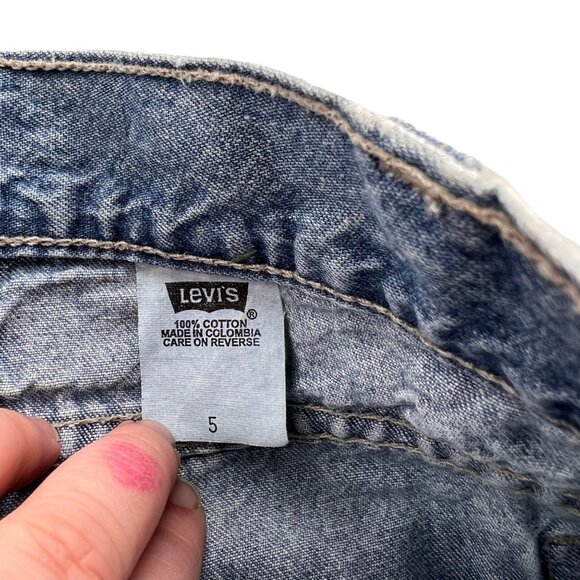 Levi's ®
100% COTTON
MADE IN COLOMBIA
CARE ON REVERSE
5